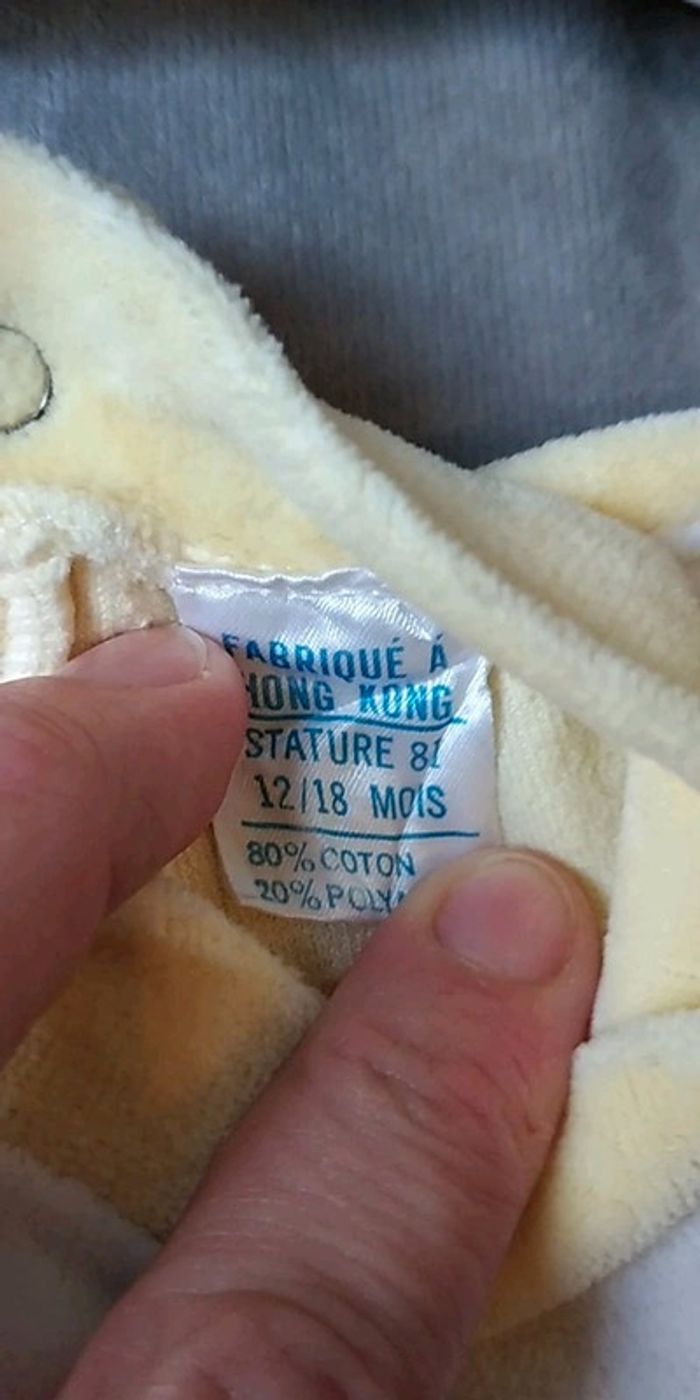 FABRIQUÉ Á
HONG KONG
STATURE 81
12/18 MOIS
80% COTON
20%